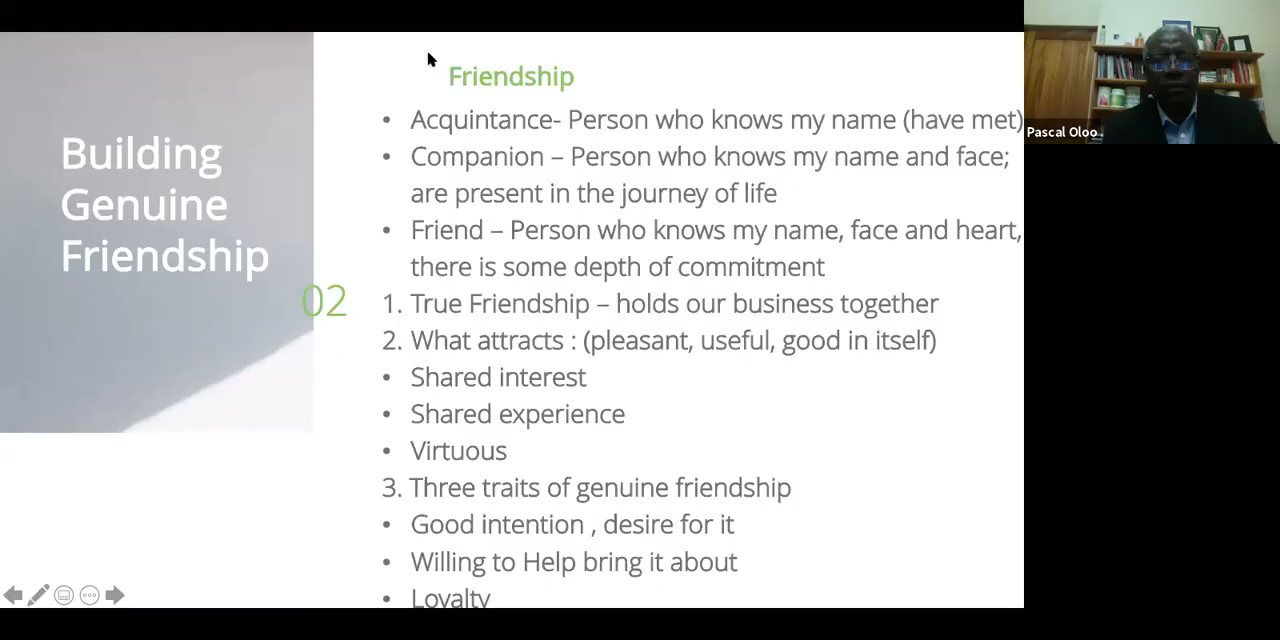 Building
Genuine
Friendship
02
Friendship
• Acquintance- Person who knows my name (have met)
• Companion – Person who knows my name and face;
are present in the journey of life
• Friend – Person who knows my name, face and heart,
there is some depth of commitment
1. True Friendship – holds our business together
2. What attracts : (pleasant, useful, good in itself)
• Shared interest
• Shared experience
• Virtuous
3. Three traits of genuine friendship
• Good intention , desire for it
• Willing to Help bring it about
• Loyalty
Pascal Oloo